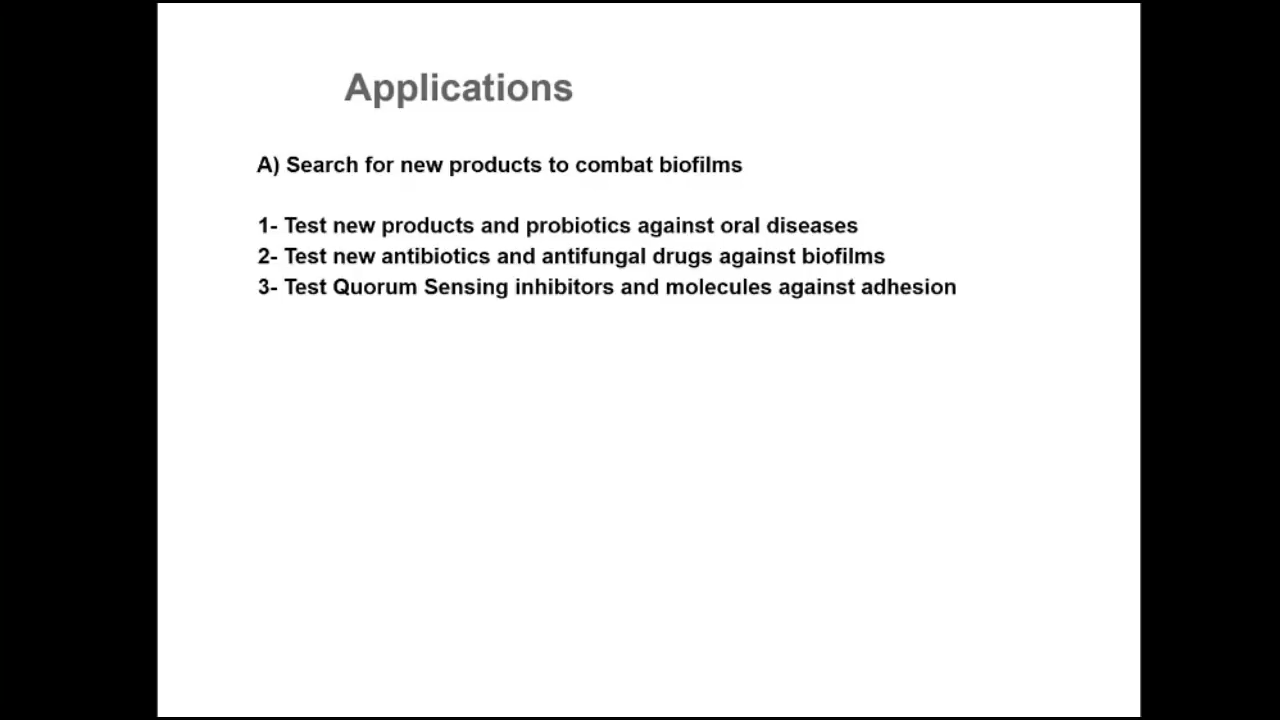 Applications
A) Search for new products to combat biofilms
1- Test new products and probiotics against oral diseases
2- Test new antibiotics and antifungal drugs against biofilms
3- Test Quorum Sensing inhibitors and molecules against adhesion